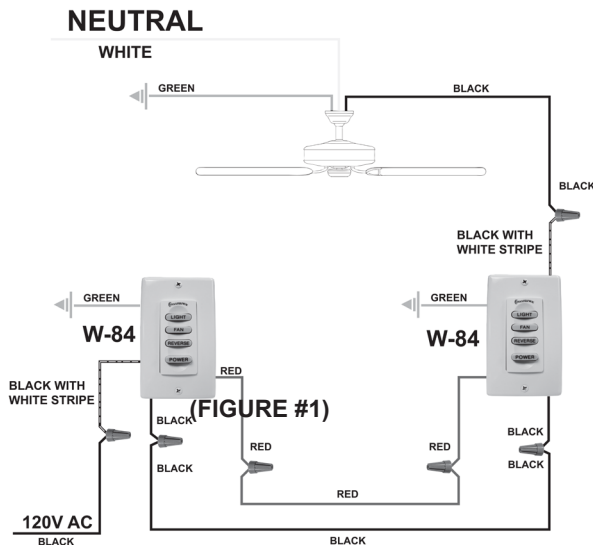 NEUTRAL
WHITE
GREEN
BLACK
BLACK
BLACK WITH
WHITE STRIPE
GREEN
W-84
LIGHT
FAN
REVERSE
POWER
GREEN
W-84
LIGHT
FAN
REVERSE
POWER
BLACK WITH
WHITE STRIPE
RED
(FIGURE #1)
BLACK
BLACK
RED
RED
BLACK
BLACK
RED
120V AC
BLACK
BLACK